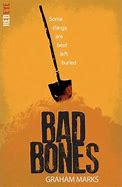 RED EYE
Some
things
are
best
left
buried
BAD
BONES
GRAHAM MARKS